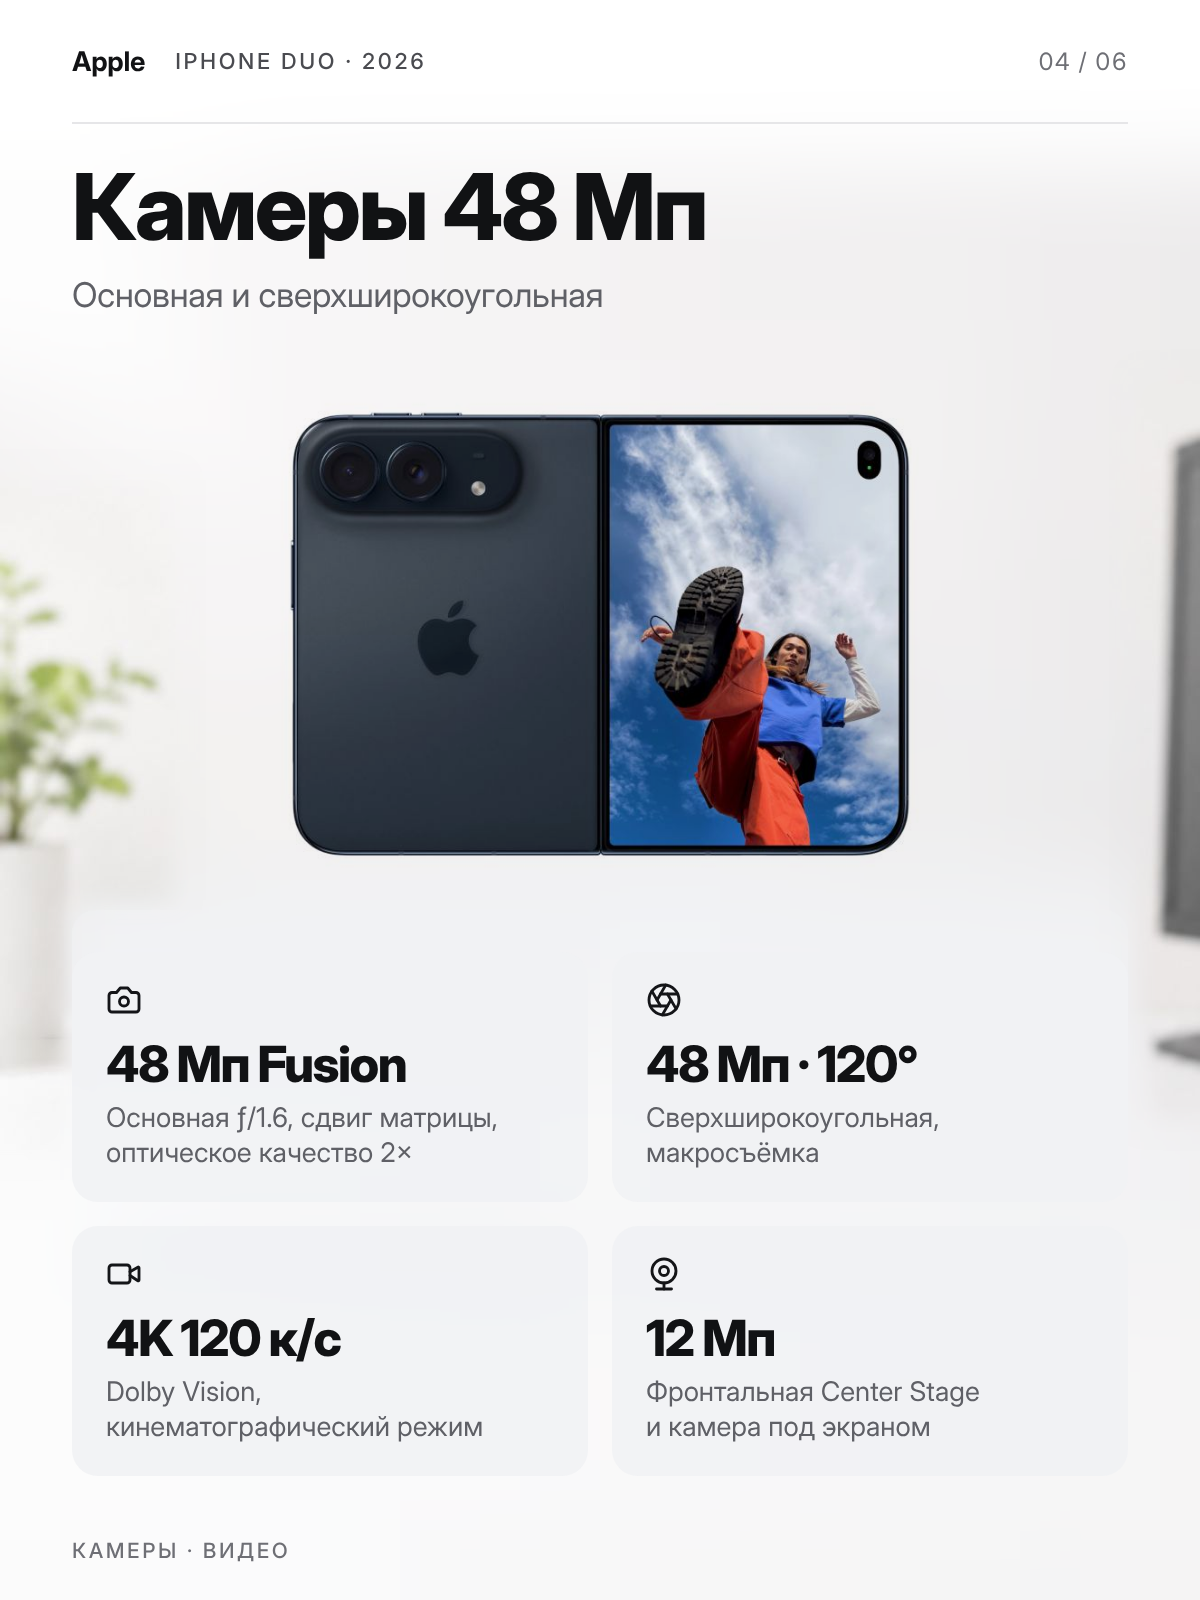 Apple IPHONE DUO · 2026 04 / 06
Камеры 48 Мп
Основная и сверхширокоугольная
48 Мп Fusion
Основная ƒ/1.6, сдвиг матрицы,
оптическое качество 2×
48 Мп · 120°
Сверхширокоугольная,
макросъёмка
4K 120 к/с
Dolby Vision,
кинематографический режим
12 Мп
Фронтальная Center Stage
и камера под экраном
КАМЕРЫ · ВИДЕО